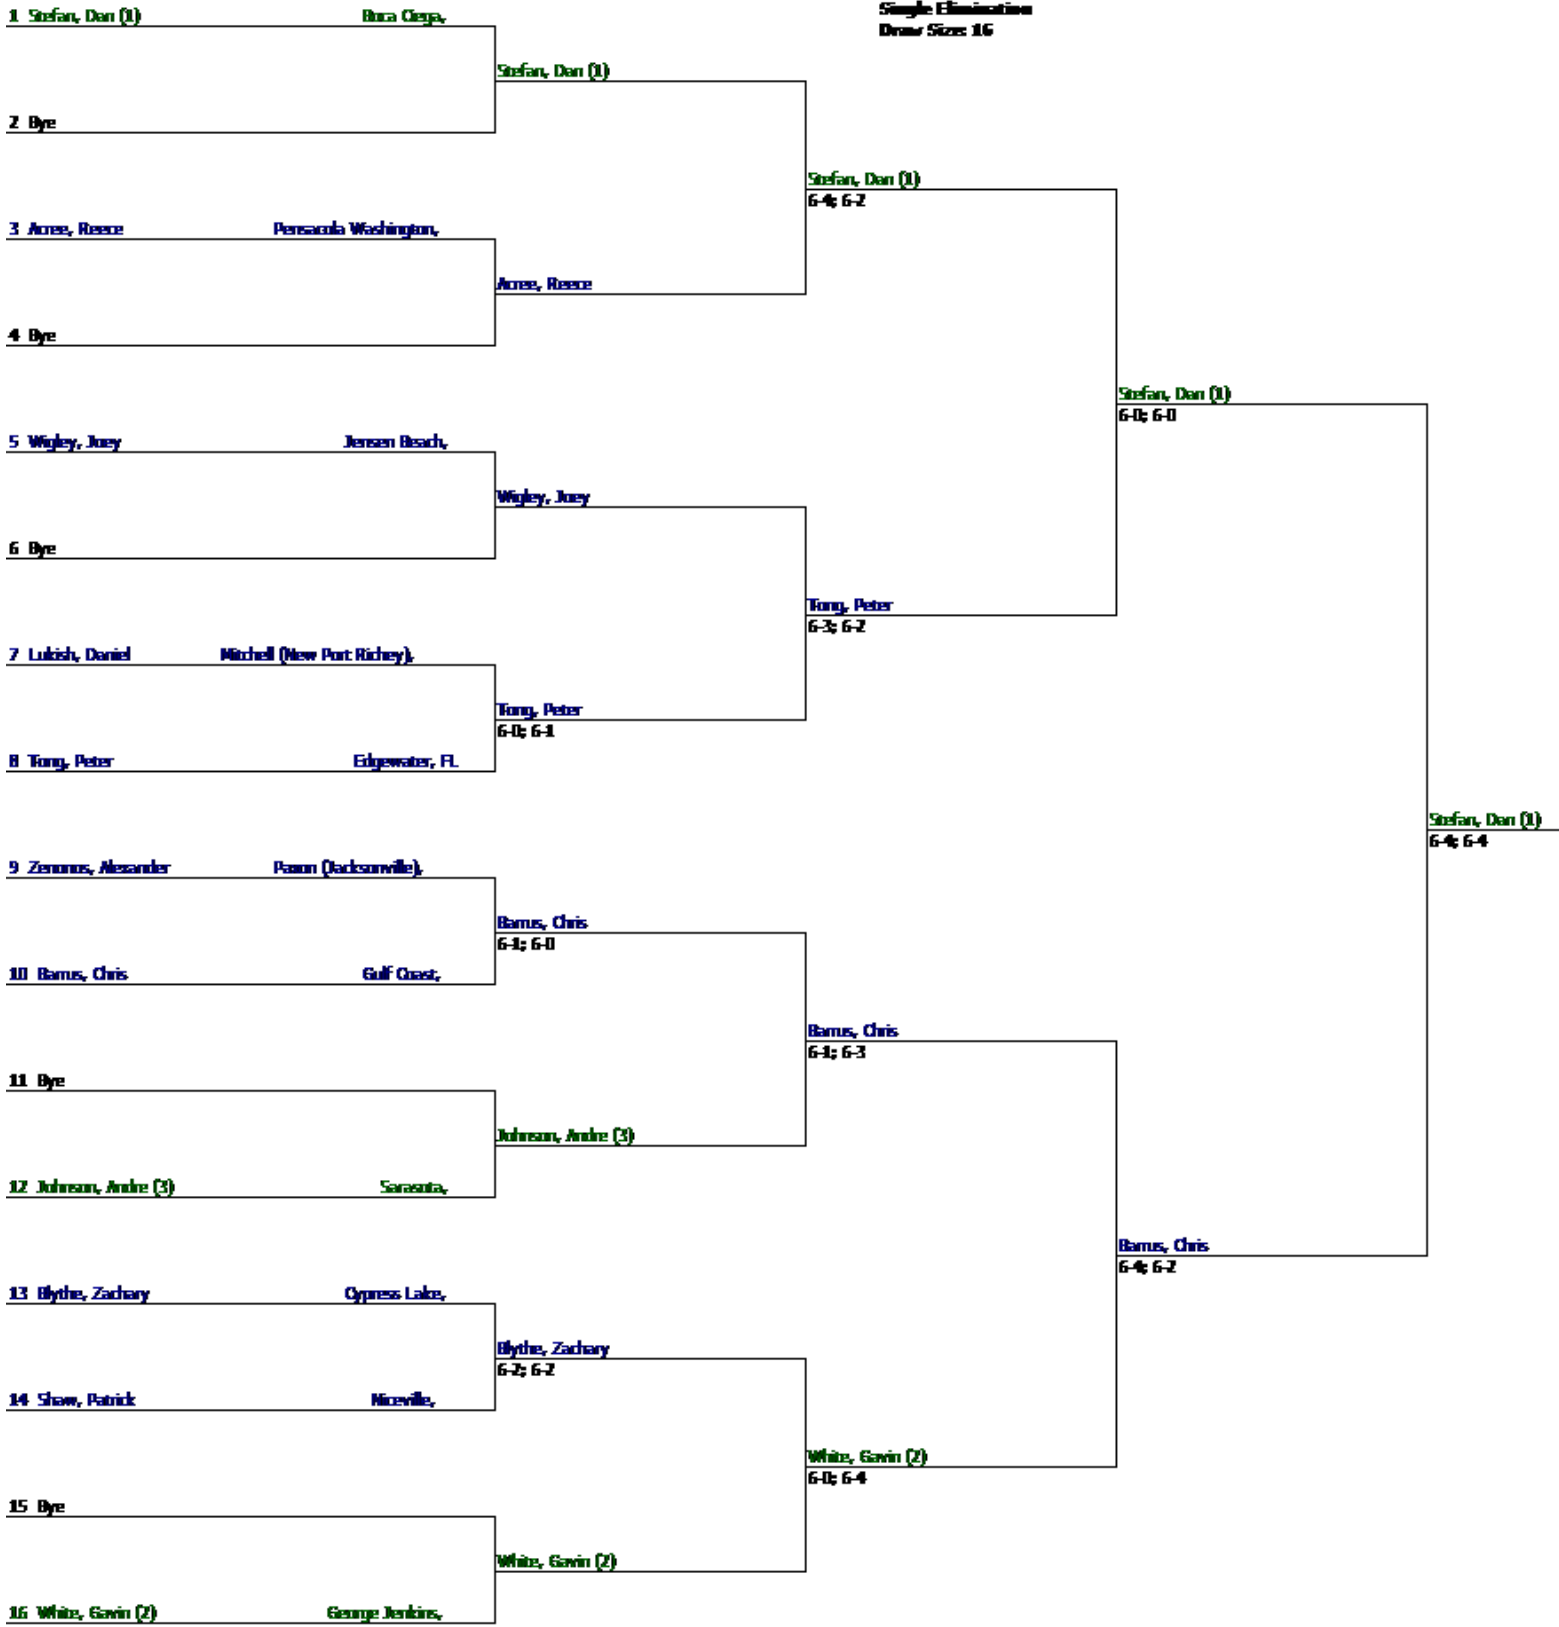 Single Elimination
Draw Size: 16
1 Stefan, Dan (1) Boca Ciega,
Stefan, Dan (1)
2 Bye
Stefan, Dan (1)
6-4; 6-2
3 Acree, Reece Pensacola Washington,
Acree, Reece
4 Bye
Stefan, Dan (1)
6-0; 6-0
5 Wigley, Joey Jensen Beach,
Wigley, Joey
6 Bye
Tong, Peter
6-3; 6-2
7 Lukish, Daniel Mitchell (New Port Richey),
Tong, Peter
6-0; 6-1
8 Tong, Peter Edgewater, FL
Stefan, Dan (1)
6-4; 6-4
9 Zenonos, Alexander Paxon (Jacksonville),
Barrus, Chris
6-1; 6-0
10 Barrus, Chris Gulf Coast,
Barrus, Chris
6-1; 6-3
11 Bye
Johnson, Andre (3)
12 Johnson, Andre (3) Sarasota,
Barrus, Chris
6-4; 6-2
13 Blythe, Zachary Cypress Lake,
Blythe, Zachary
6-2; 6-2
14 Shaw, Patrick Niceville,
White, Gavin (2)
6-0; 6-4
15 Bye
White, Gavin (2)
16 White, Gavin (2) George Jenkins,